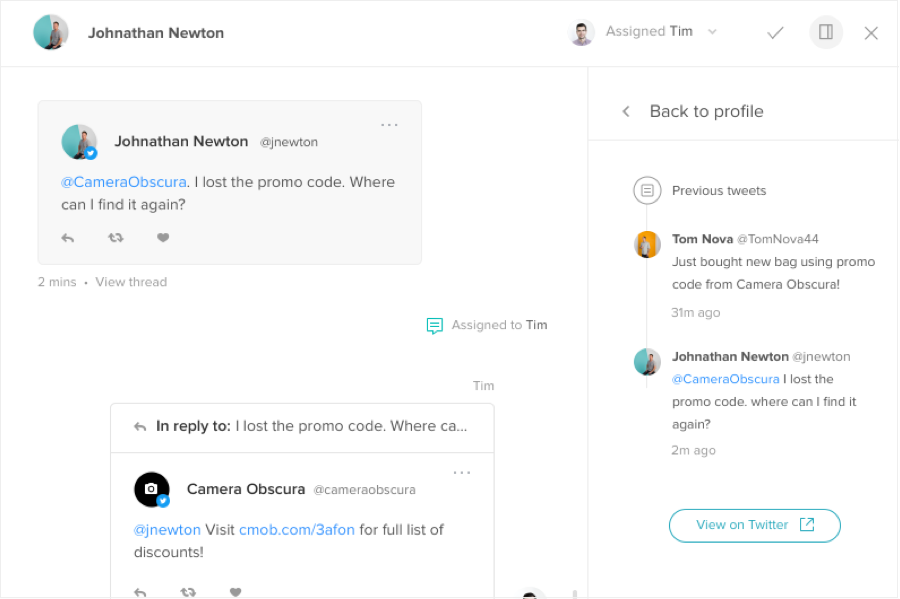 Johnathan Newton
Assigned Tim
Johnathan Newton @jnewton
@CameraObscura. I lost the promo code. Where
can I find it again?
2 mins • View thread
Assigned to Tim
Tim
In reply to: I lost the promo code. Where ca...
Camera Obscura @cameraobscura
@jnewton Visit cmob.com/3afon for full list of
discounts!
Back to profile
Previous tweets
Tom Nova @TomNova44
Just bought new bag using promo
code from Camera Obscura!
31m ago
Johnathan Newton @jnewton
@CameraObscura I lost the
promo code. where can I find it
again?
2m ago
View on Twitter